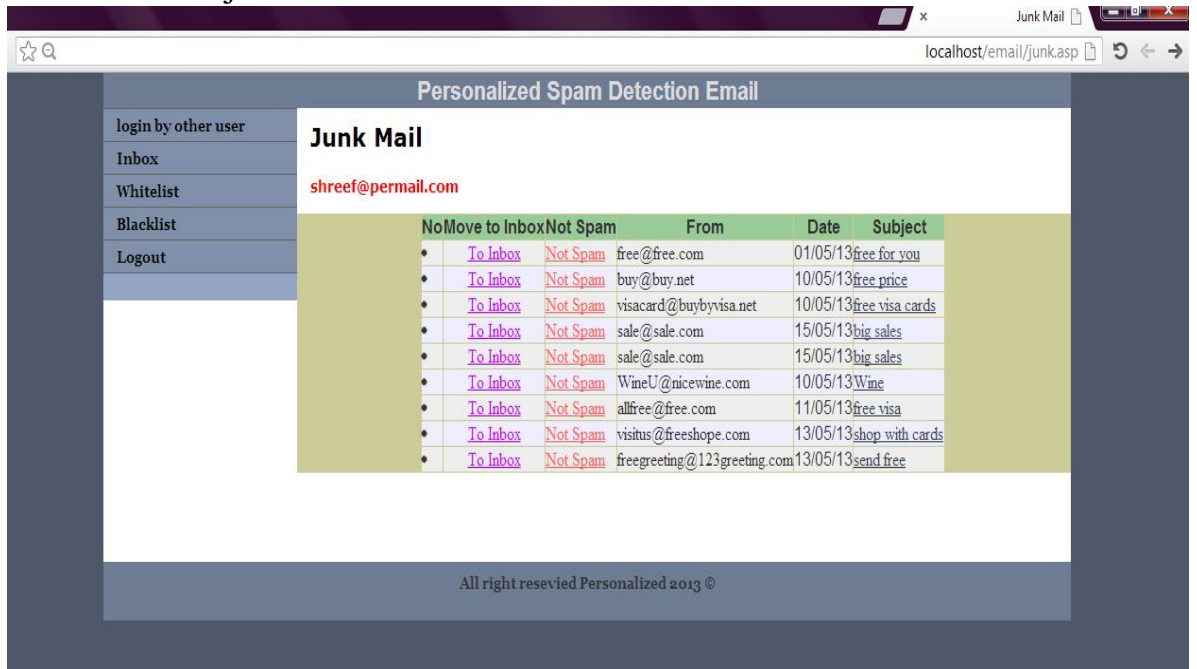 Junk Mail
localhost/email/junk.asp
Personalized Spam Detection Email
login by other user
Inbox
Whitelist
Blacklist
Logout
Junk Mail
shreef@permail.com
No Move to Inbox Not Spam From Date Subject
• To Inbox Not Spam free@free.com 01/05/13 free for you
• To Inbox Not Spam buy@buy.net 10/05/13 free price
• To Inbox Not Spam visacard@buybyvisa.net 10/05/13 free visa cards
• To Inbox Not Spam sale@sale.com 15/05/13 big sales
• To Inbox Not Spam sale@sale.com 15/05/13 big sales
• To Inbox Not Spam WineU@nicewine.com 10/05/13 Wine
• To Inbox Not Spam allfree@free.com 11/05/13 free visa
• To Inbox Not Spam visitus@freeshope.com 13/05/13 shop with cards
• To Inbox Not Spam freegreeting@123greeting.com 13/05/13 send free
All right resevied Personalized 2013 ©